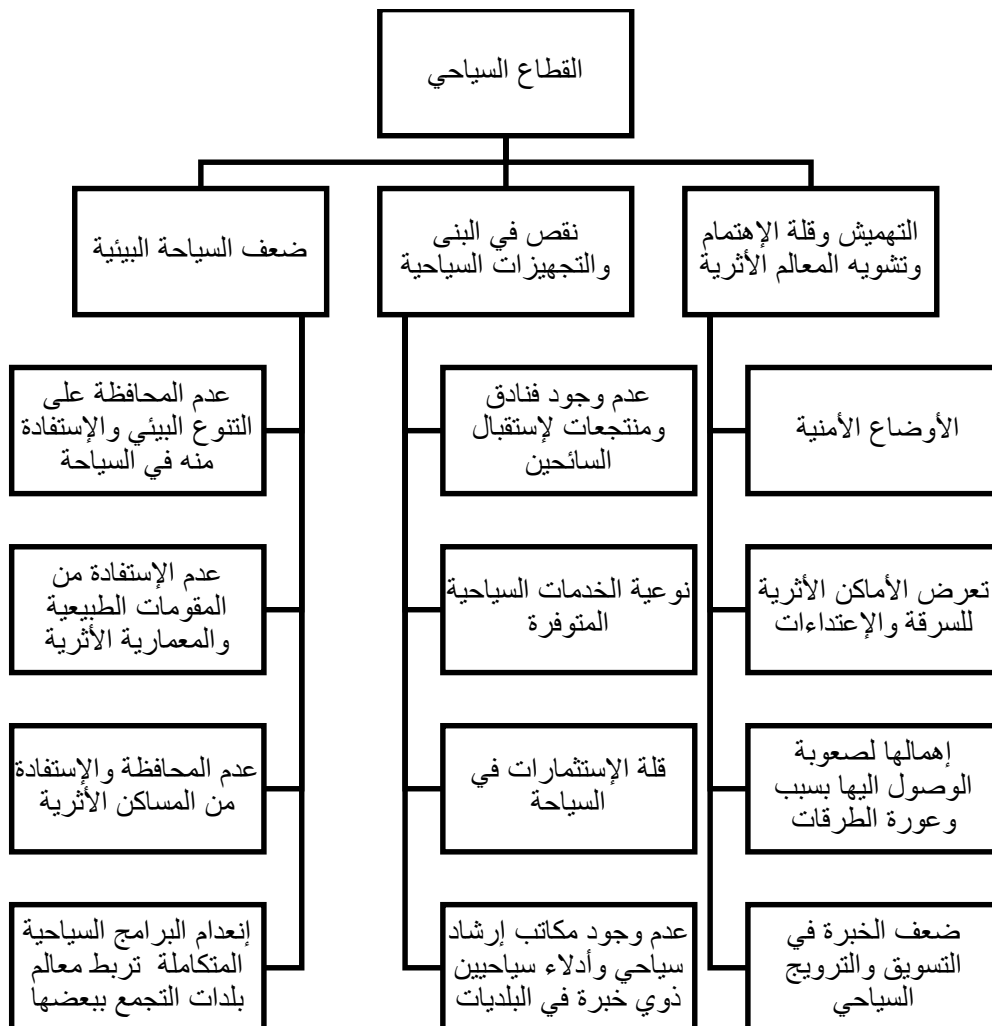 القطاع السياحي
التهميش وقلة الإهتمام
وتشويه المعالم الأثرية
نقص في البنى
والتجهيزات السياحية
ضعف السياحة البيئية
الأوضاع الأمنية
تعرض الأماكن الأثرية
للسرقة والإعتداءات
إهمالها لصعوبة
الوصول اليها بسبب
وعورة الطرقات
ضعف الخبرة في
التسويق والترويج
السياحي
عدم وجود فنادق
ومنتجعات لإستقبال
السائحين
نوعية الخدمات السياحية
المتوفرة
قلة الإستثمارات في
السياحة
عدم وجود مكاتب إرشاد
سياحي وأدلاء سياحيين
ذوي خبرة في البلديات
عدم المحافظة على
التنوع البيئي والإستفادة
منه في السياحة
عدم الإستفادة من
المقومات الطبيعية
والمعمارية الأثرية
عدم المحافظة والإستفادة
من المساكن الأثرية
إنعدام البرامج السياحية
المتكاملة تربط معالم
بلدات التجمع ببعضها